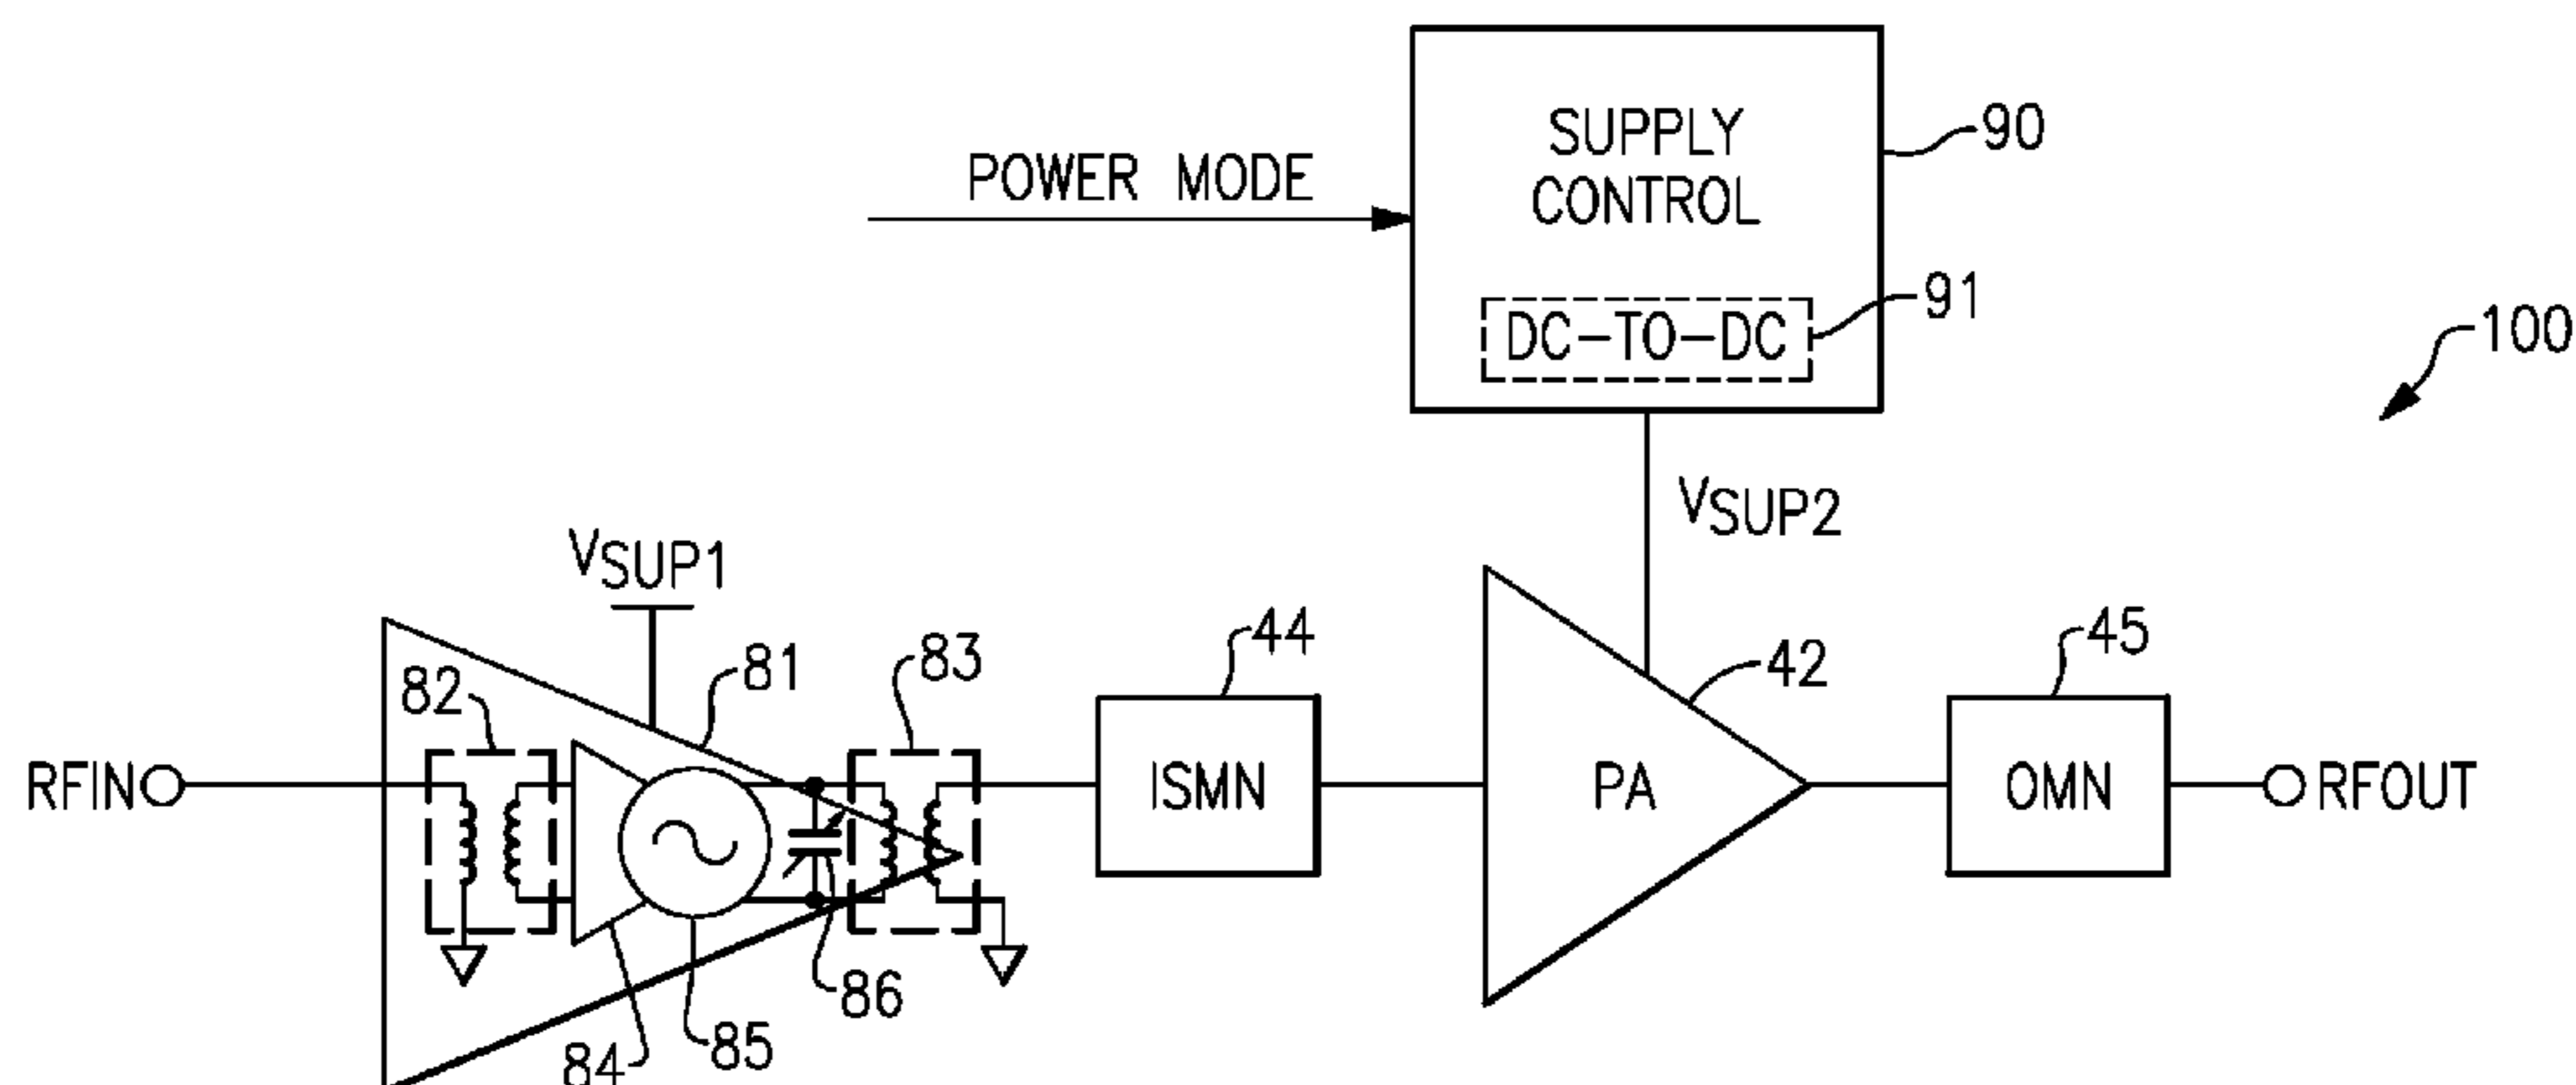 SUPPLY
CONTROL
90
POWER MODE
DC-TO-DC
91
100
VSUP2
VSUP1
81
82
83
44
42
45
RFIN
ISMN
PA
OMN
RFOUT
86
85
84